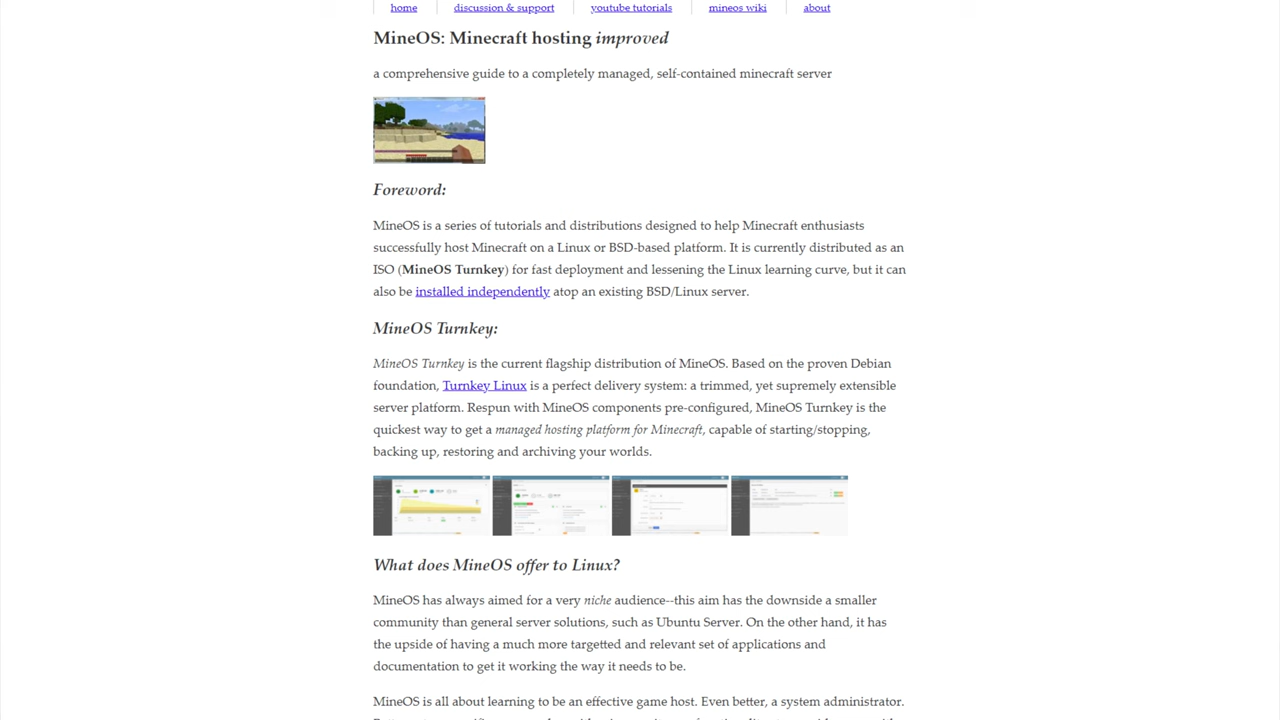 home discussion & support youtube tutorials mineos wiki about
MineOS: Minecraft hosting improved
a comprehensive guide to a completely managed, self-contained minecraft server
Foreword:
MineOS is a series of tutorials and distributions designed to help Minecraft enthusiasts
successfully host Minecraft on a Linux or BSD-based platform. It is currently distributed as an
ISO (MineOS Turnkey) for fast deployment and lessening the Linux learning curve, but it can
also be installed independently atop an existing BSD/Linux server.
MineOS Turnkey:
MineOS Turnkey is the current flagship distribution of MineOS. Based on the proven Debian
foundation, Turnkey Linux is a perfect delivery system: a trimmed, yet supremely extensible
server platform. Respun with MineOS components pre-configured, MineOS Turnkey is the
quickest way to get a managed hosting platform for Minecraft, capable of starting/stopping,
backing up, restoring and archiving your worlds.
What does MineOS offer to Linux?
MineOS has always aimed for a very niche audience--this aim has the downside a smaller
community than general server solutions, such as Ubuntu Server. On the other hand, it has
the upside of having a much more targetted and relevant set of applications and
documentation to get it working the way it needs to be.
MineOS is all about learning to be an effective game host. Even better, a system administrator.